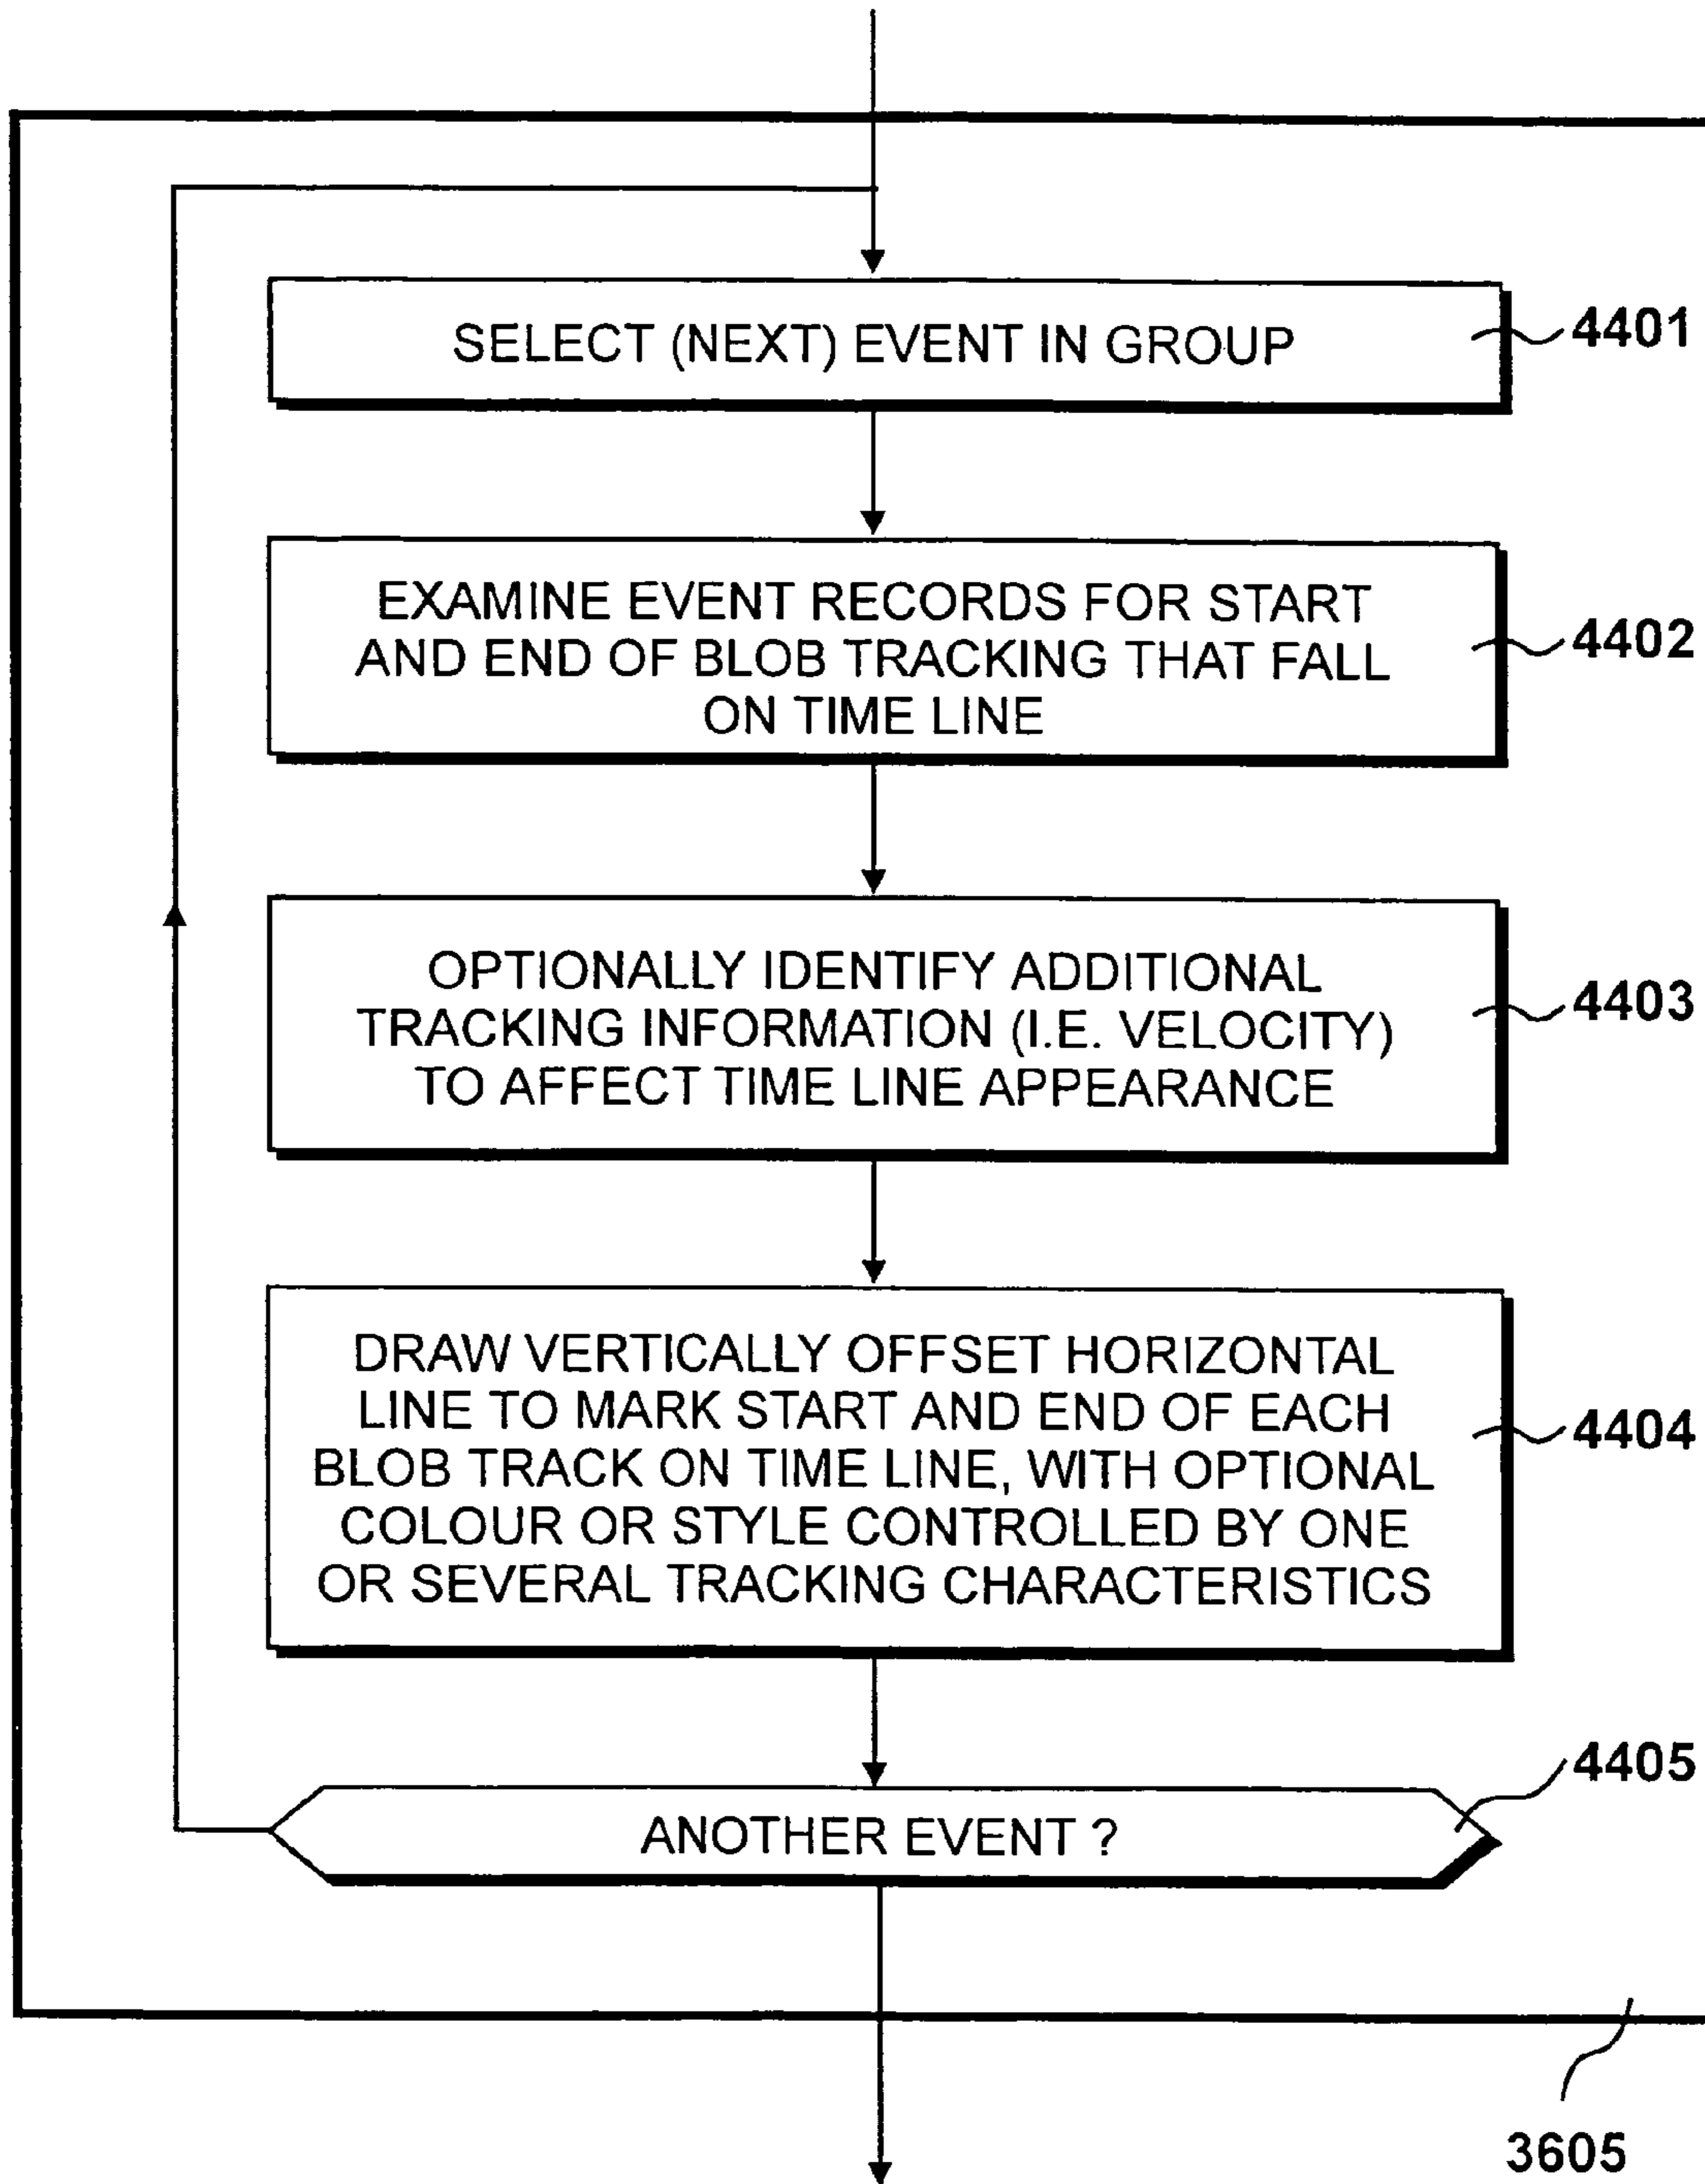 SELECT (NEXT) EVENT IN GROUP
4401
EXAMINE EVENT RECORDS FOR START
AND END OF BLOB TRACKING THAT FALL
ON TIME LINE
4402
OPTIONALLY IDENTIFY ADDITIONAL
TRACKING INFORMATION (I.E. VELOCITY)
TO AFFECT TIME LINE APPEARANCE
4403
DRAW VERTICALLY OFFSET HORIZONTAL
LINE TO MARK START AND END OF EACH
BLOB TRACK ON TIME LINE, WITH OPTIONAL
COLOUR OR STYLE CONTROLLED BY ONE
OR SEVERAL TRACKING CHARACTERISTICS
4404
ANOTHER EVENT ?
4405
3605